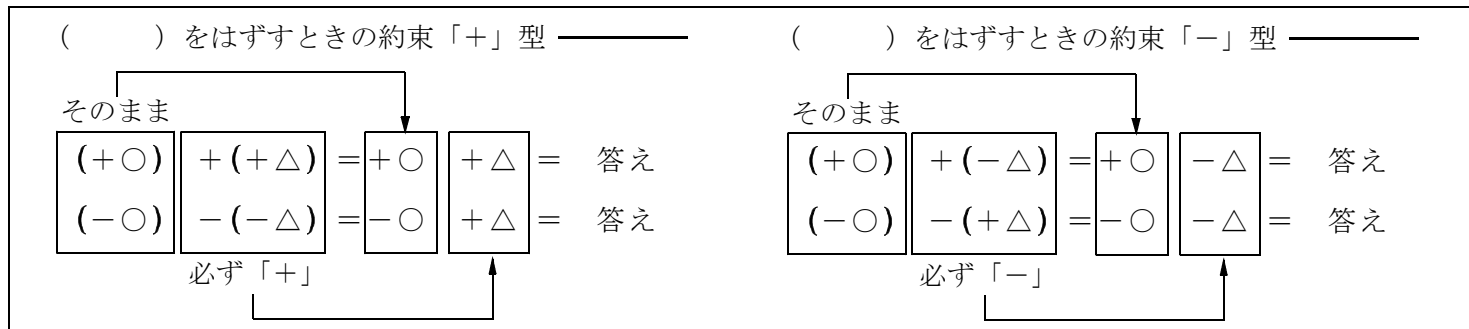 (　　)をはずすときの約束「＋」型
そのまま
(＋○) ＋(＋△) ＝＋○ ＋△ ＝ 答え
(－○) －(－△) ＝－○ ＋△ ＝ 答え
必ず「＋」
(　　)をはずすときの約束「－」型
そのまま
(＋○) ＋(－△) ＝＋○ －△ ＝ 答え
(－○) －(＋△) ＝－○ －△ ＝ 答え
必ず「－」